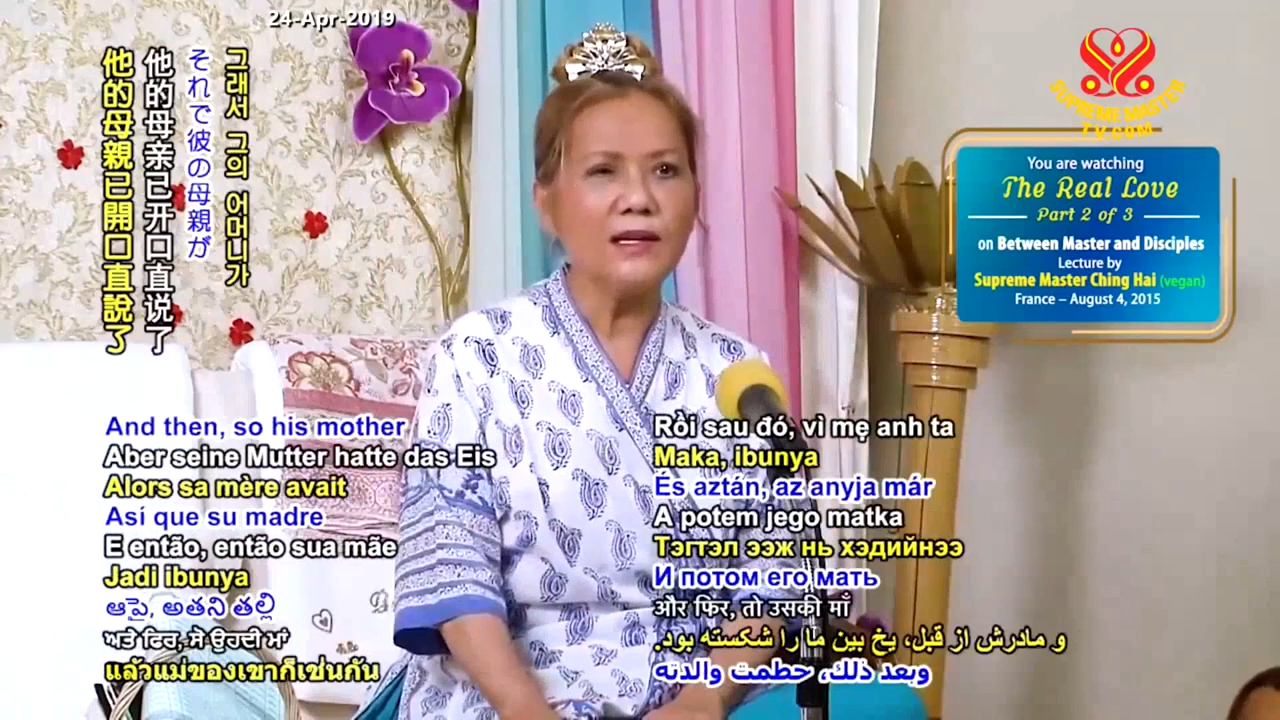 24-Apr-2019
그래서 그의 어머니가
それで彼の母親が
他的母亲已开口直说了
他的母親已開口直說了
SUPREME MASTER
TV.COM
You are watching
The Real Love
Part 2 of 3
on Between Master and Disciples
Lecture by
Supreme Master Ching Hai (vegan)
France – August 4, 2015
And then, so his mother
Aber seine Mutter hatte das Eis
Alors sa mère avait
Así que su madre
E então, então sua mãe
Jadi ibunya
ఆపై, అతని తల్లి
ਅਤੇ ਫਿਰ, ਸੋ ਉਹਦੀ ਮਾਂ
แล้วแม่ของเขาก็เช่นกัน
Rồi sau đó, vì mẹ anh ta
Maka, ibunya
És aztán, az anyja már
A potem jego matka
Тэгтэл ээж нь хэдийнээ
И потом его мать
और फिर, तो उसकी माँ
و مادرش از قبل، یخ بین ما را شکسته بود.
وبعد ذلك، حطمت والدته